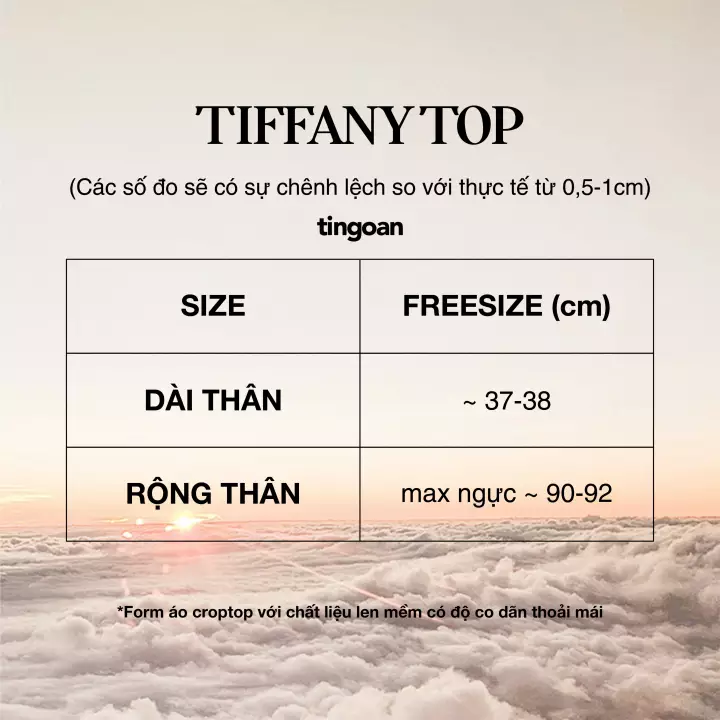 TIFFANY TOP
(Các số đo sẽ có sự chênh lệch so với thực tế từ 0,5-1cm)
tingoan
SIZE FREESIZE (cm)
DÀI THÂN ~ 37-38
RỘNG THÂN max ngực ~ 90-92
*Form áo croptop với chất liệu len mềm có độ co dãn thoải mái